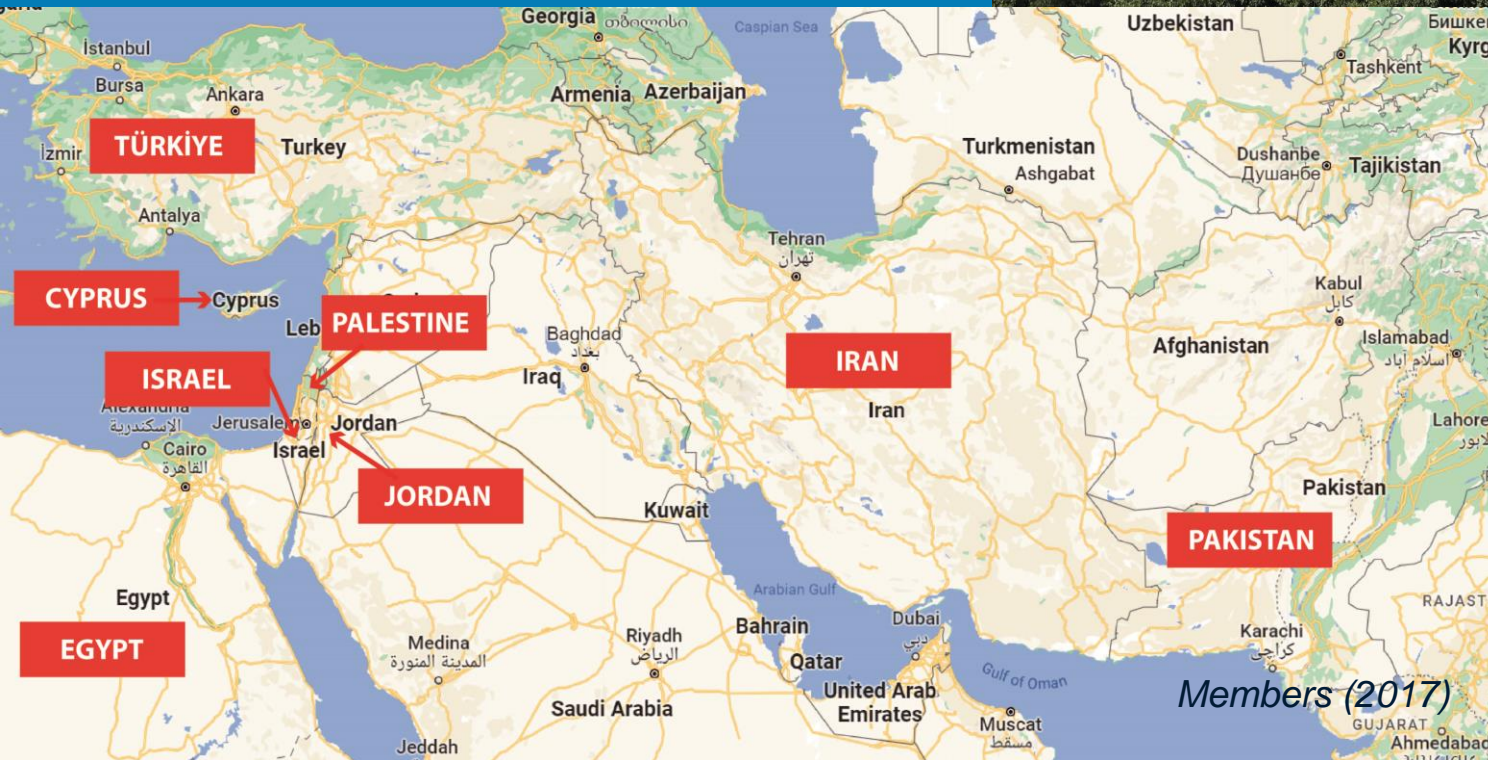 Georgia
თბილისი
Caspian Sea
Uzbekistan
Бишке
Kyrg
İstanbul
Tashkent
Bursa
Ankara
Armenia
Azerbaijan
TÜRKİYE
Turkey
Turkmenistan
Ashgabat
Dushanbe
Душанбе
Tajikistan
İzmir
Antalya
Tehran
تهران
CYPRUS
Cyprus
Leb
PALESTINE
Kabul
کابل
Baghdad
بغداد
Afghanistan
Islamabad
اسلام آباد
ISRAEL
Iraq
IRAN
Iran
Alexandria
الإسكندرية
Jerusalem
Jordan
Lahore
لاہور
Cairo
القاهرة
Israel
JORDAN
Kuwait
Pakistan
PAKISTAN
Egypt
Arabian Gulf
RAJAST
EGYPT
Medina
المدينة المنورة
Riyadh
الرياض
Bahrain
Dubai
دبي
Karachi
کراچی
Qatar
Gulf of Oman
United Arab
Emirates
Members (2017)
Saudi Arabia
Muscat
مسقط
GUJARAT
Jeddah
Ahmedabad